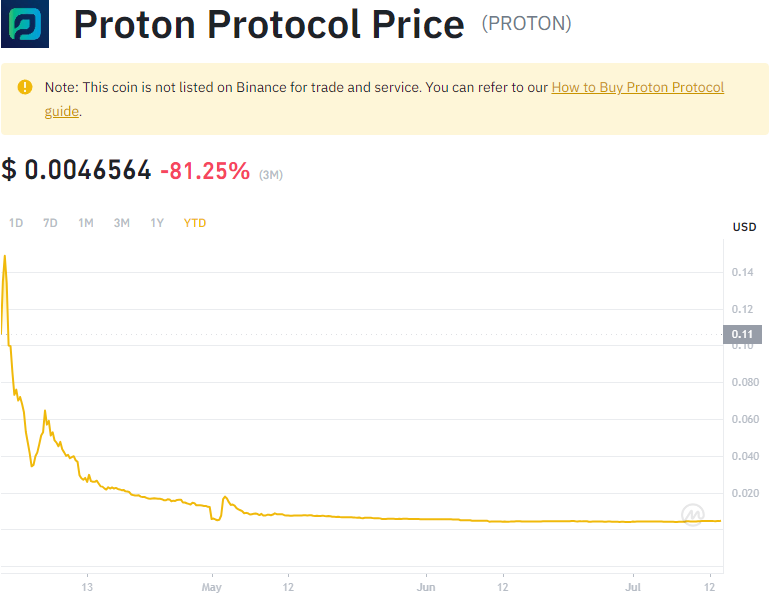 Proton Protocol Price (PROTON)
Note: This coin is not listed on Binance for trade and service. You can refer to our How to Buy Proton Protocol
guide.
$ 0.0046564 -81.25% (3M)
1D 7D 1M 3M 1Y YTD
USD
0.14
0.12
0.11
0.10
0.080
0.060
0.040
0.020
13 May 12 Jun 12 Jul 12